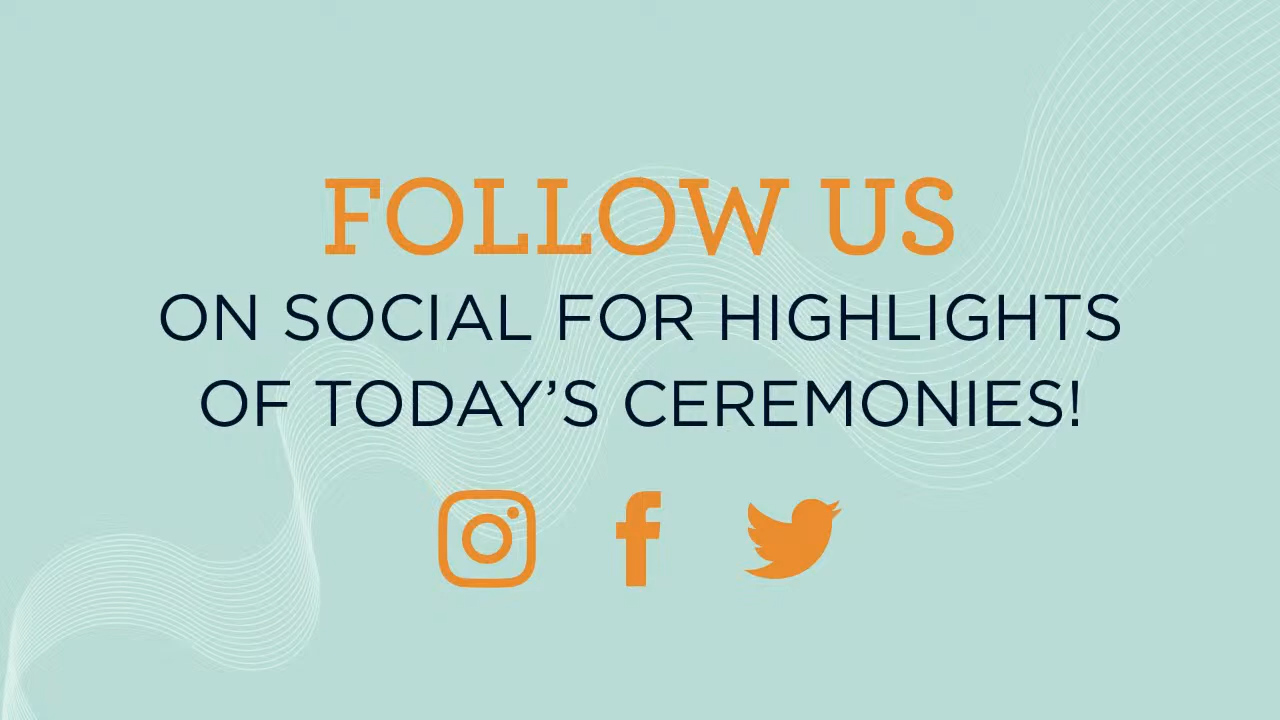 FOLLOW US
ON SOCIAL FOR HIGHLIGHTS
OF TODAY’S CEREMONIES!